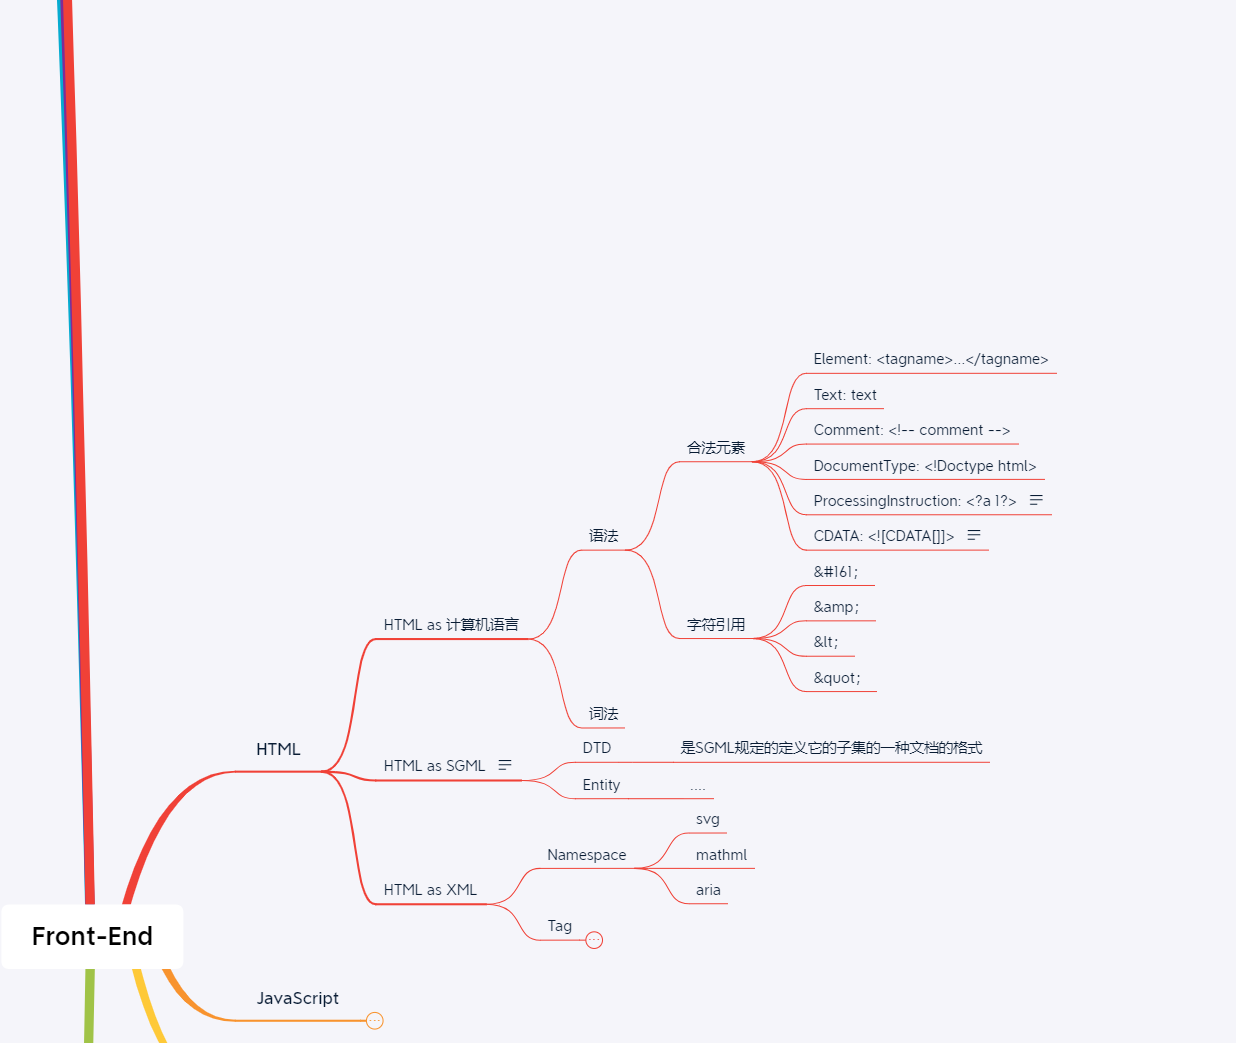 Element: <tagname>...</tagname>
Text: text
Comment: <!-- comment -->
合法元素
DocumentType: <!Doctype html>
ProcessingInstruction: <?a 1?>
语法
CDATA: <![CDATA[]]>
&#161;
&amp;
HTML as 计算机语言
字符引用
&lt;
&quot;
词法
HTML
DTD
是SGML规定的定义它的子集的一种文档的格式
HTML as SGML
Entity
....
svg
Namespace
mathml
HTML as XML
aria
Tag
Front-End
JavaScript